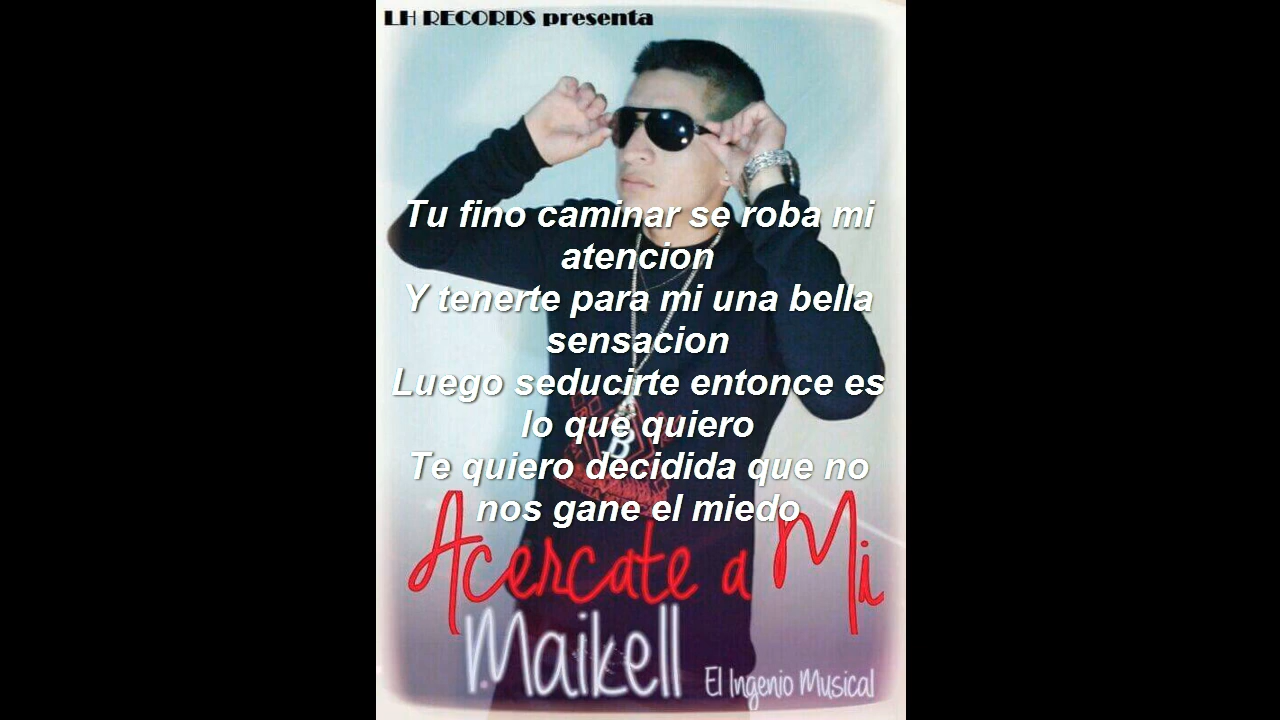 LH RECORDS presenta
Tu fino caminar se roba mi
atencion
Y tenerte para mi una bella
sensacion
Luego seducirte entonce es
lo que quiero
Te quiero decidida que no
nos gane el miedo
Acercate a Mi
Maikell El Ingenio Musical